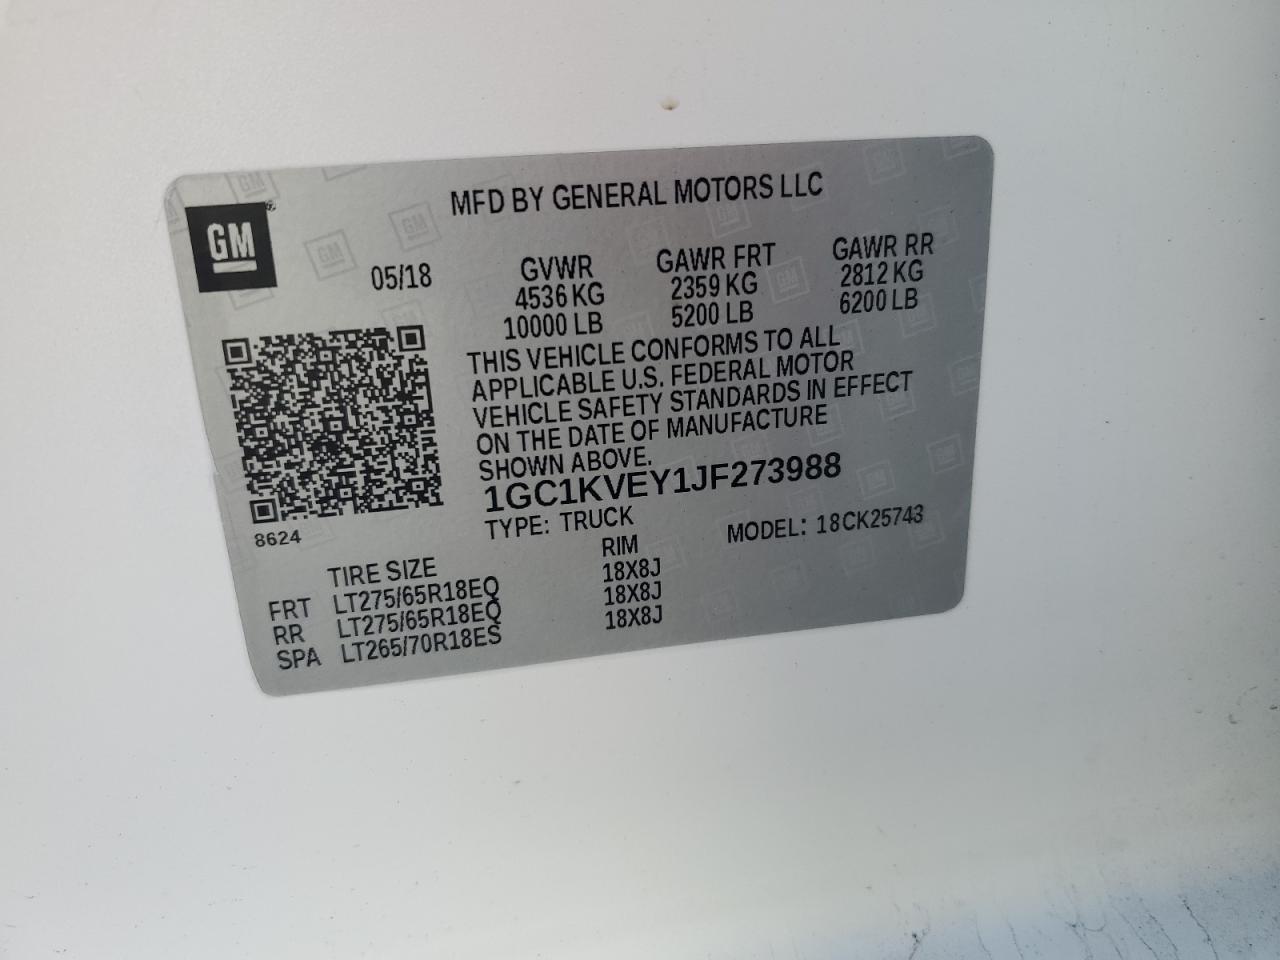 MFD BY GENERAL MOTORS LLC
GM
05/18
GVWR GAWR FRT GAWR RR
4536 KG 2359 KG 2812 KG
10000 LB 5200 LB 6200 LB
THIS VEHICLE CONFORMS TO ALL
APPLICABLE U.S. FEDERAL MOTOR
VEHICLE SAFETY STANDARDS IN EFFECT
ON THE DATE OF MANUFACTURE
SHOWN ABOVE.
1GC1KVEY1JF273988
8624
TYPE: TRUCK MODEL: 18CK25743
TIRE SIZE RIM
FRT LT275/65R18EQ 18X8J
RR LT275/65R18EQ 18X8J
SPA LT265/70R18ES 18X8J